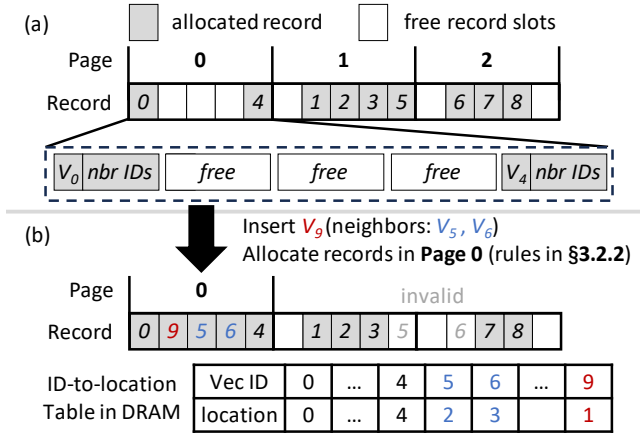 (a) allocated record free record slots
Page 0 1 2
Record 0 4 1 2 3 5 6 7 8
V0 nbr IDs free free free V4 nbr IDs
(b) Insert V9 (neighbors: V5 , V6)
Allocate records in Page 0 (rules in §3.2.2)
Page 0 invalid
Record 0 9 5 6 4 1 2 3 5 6 7 8
ID-to-location Vec ID 0 ... 4 5 6 ... 9
Table in DRAM location 0 ... 4 2 3 1